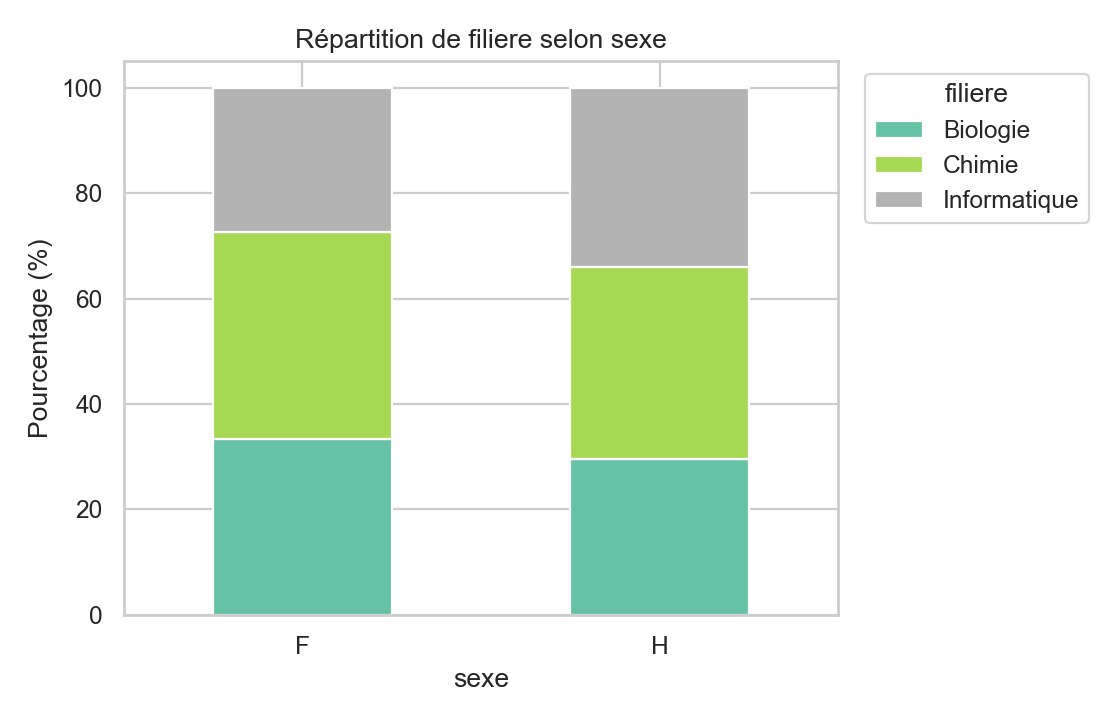 Répartition de filiere selon sexe
Pourcentage (%)
100
80
60
40
20
0
F
H
sexe
filiere
Biologie
Chimie
Informatique